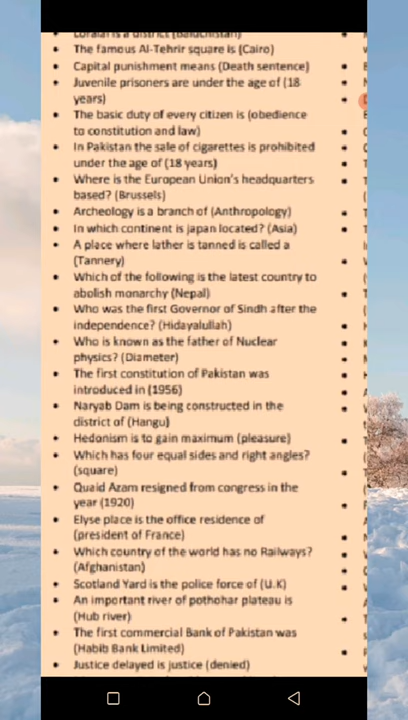 Loralai is a district (Baluchistan)
The famous Al-Tehrir square is (Cairo)
Capital punishment means (Death sentence)
Juvenile prisoners are under the age of (18
years)
The basic duty of every citizen is (obedience
to constitution and law)
In Pakistan the sale of cigarettes is prohibited
under the age of (18 years)
Where is the European Union's headquarters
based? (Brussels)
Archeology is a branch of (Anthropology)
In which continent is japan located? (Asia)
A place where lather is tanned is called a
(Tannery)
Which of the following is the latest country to
abolish monarchy (Nepal)
Who was the first Governor of Sindh after the
independence? (Hidayalullah)
Who is known as the father of Nuclear
physics? (Diameter)
The first constitution of Pakistan was
introduced in (1956)
Naryab Dam is being constructed in the
district of (Hangu)
Hedonism is to gain maximum (pleasure)
Which has four equal sides and right angles?
(square)
Quaid Azam resigned from congress in the
year (1920)
Elyse place is the office residence of
(president of France)
Which country of the world has no Railways?
(Afghanistan)
Scotland Yard is the police force of (U.K)
An important river of pothohar plateau is
(Hub river)
The first commercial Bank of Pakistan was
(Habib Bank Limited)
Justice delayed is justice (denied)